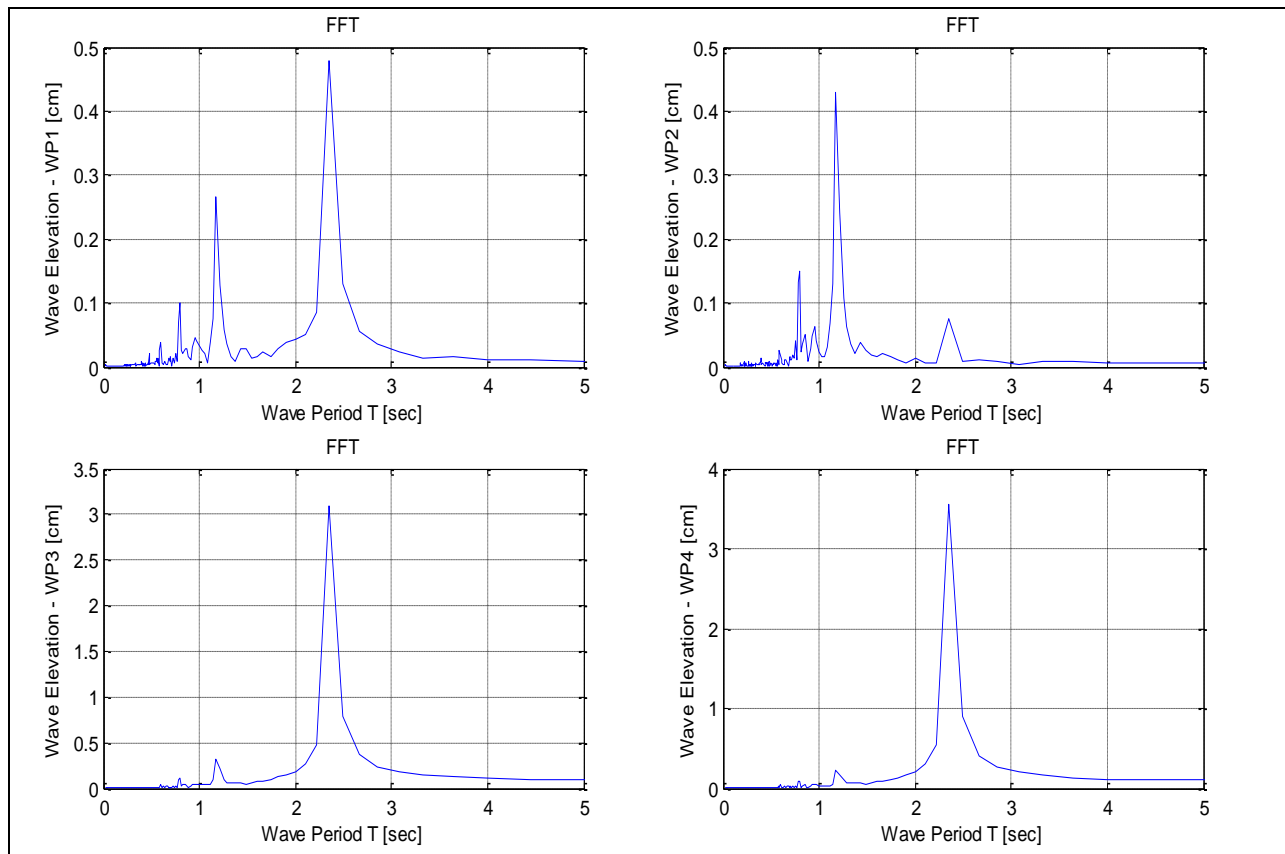 FFT
0.5
0.4
0.3
0.2
0.1
0
Wave Elevation - WP1 [cm]
0 1 2 3 4 5
Wave Period T [sec]
FFT
0.5
0.4
0.3
0.2
0.1
0
Wave Elevation - WP2 [cm]
0 1 2 3 4 5
Wave Period T [sec]
FFT
3.5
3
2.5
2
1.5
1
0.5
0
Wave Elevation - WP3 [cm]
0 1 2 3 4 5
Wave Period T [sec]
FFT
4
3
2
1
0
Wave Elevation - WP4 [cm]
0 1 2 3 4 5
Wave Period T [sec]